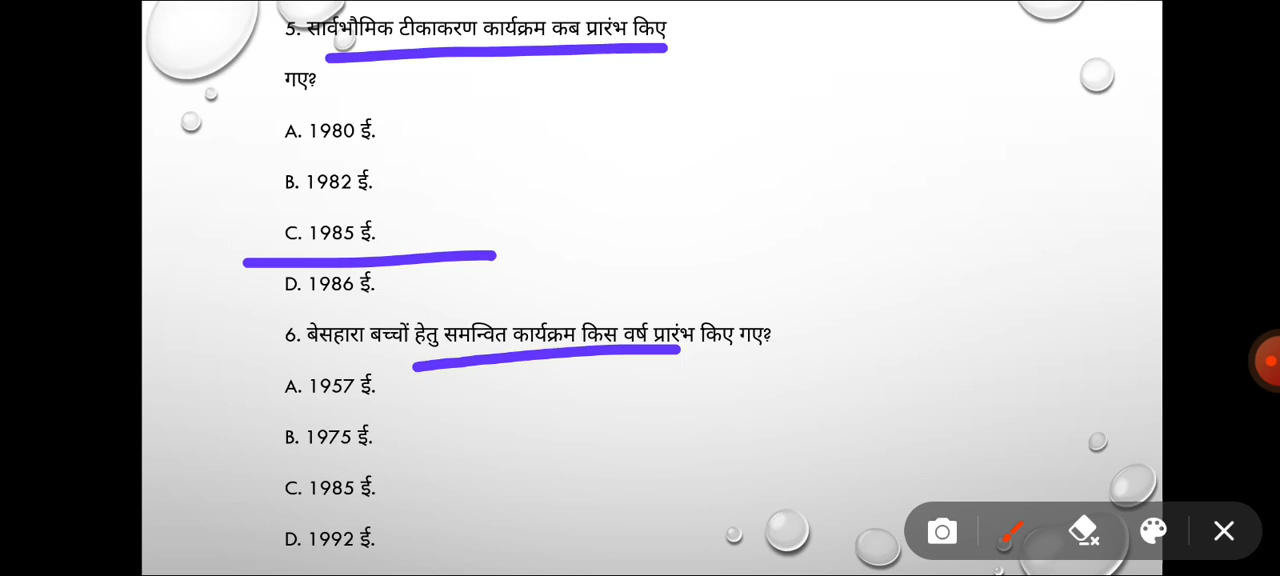 5. सार्वभौमिक टीकाकरण कार्यक्रम कब प्रारंभ किए
गए?
A. 1980 ई.
B. 1982 ई.
C. 1985 ई.
D. 1986 ई.
6. बेसहारा बच्चों हेतु समन्वित कार्यक्रम किस वर्ष प्रारंभ किए गए?
A. 1957 ई.
B. 1975 ई.
C. 1985 ई.
D. 1992 ई.